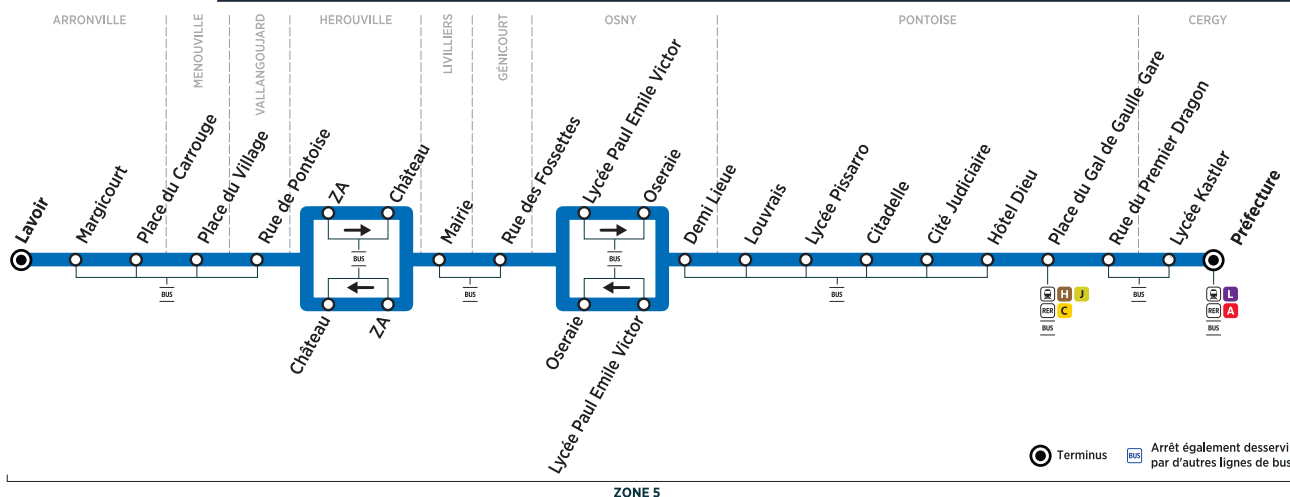 ARRONVILLE
MENOUVILLE
VALLANGOUJARD
HÉROUVILLE
LIVILLIERS
GÉNICOURT
OSNY
PONTOISE
CERGY
Lavoir
Margicourt
Place du Carrouge
Place du Village
Rue de Pontoise
ZA
Château
Mairie
Rue des Fossettes
Lycée Paul Emile Victor
Oseraie
Demi Lieue
Louvrais
Lycée Pissarro
Citadelle
Cité Judiciaire
Hôtel Dieu
Place du Gal de Gaulle Gare
Rue du Premier Dragon
Lycée Kastler
Préfecture
BUS
BUS
BUS
BUS
BUS
BUS
BUS
BUS
H J
RER C
BUS
L
RER A
BUS
Château
ZA
Oseraie
Lycée Paul Emile Victor
Terminus
BUS
Arrêt également desservi
par d'autres lignes de bus
ZONE 5